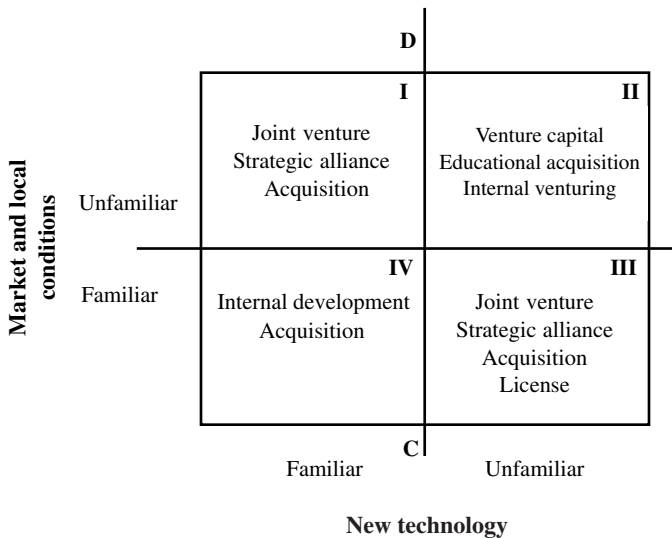 D
I
Joint venture
Strategic alliance
Acquisition
II
Venture capital
Educational acquisition
Internal venturing
Market and local
conditions
Unfamiliar
Familiar
IV
Internal development
Acquisition
III
Joint venture
Strategic alliance
Acquisition
License
C
Familiar
Unfamiliar
New technology